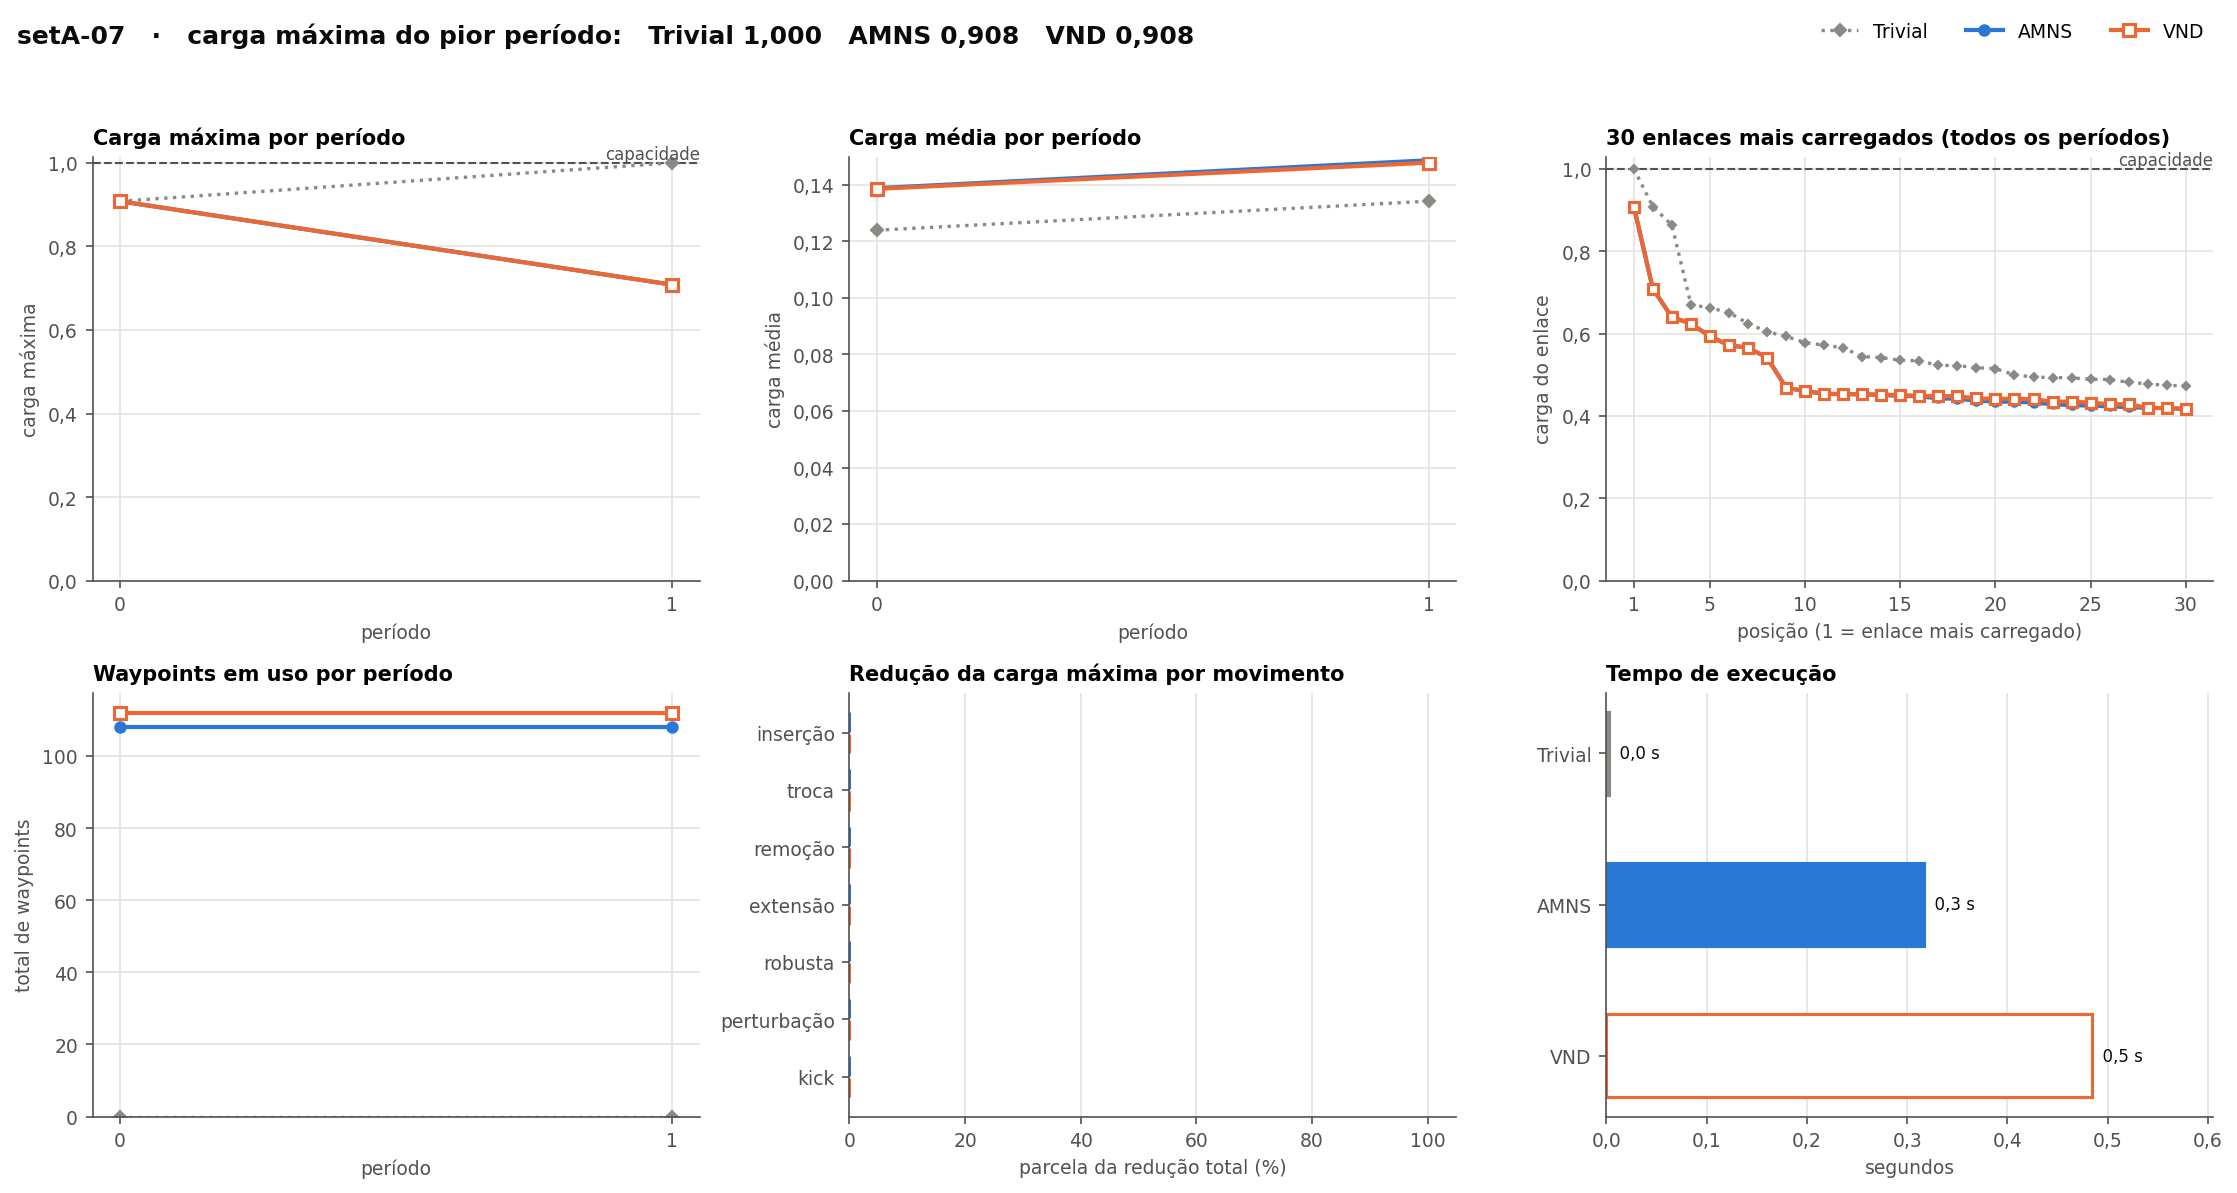 setA-07 · carga máxima do pior período: Trivial 1,000 AMNS 0,908 VND 0,908
Trivial AMNS VND
Carga máxima por período
capacidade
1,0
0,8
0,6
0,4
0,2
0,0
carga máxima
0 1
período
Carga média por período
0,14
0,12
0,10
0,08
0,06
0,04
0,02
0,00
carga média
0 1
período
30 enlaces mais carregados (todos os períodos)
capacidade
1,0
0,8
0,6
0,4
0,2
0,0
carga do enlace
1 5 10 15 20 25 30
posição (1 = enlace mais carregado)
Waypoints em uso por período
100
80
60
40
20
0
total de waypoints
0 1
período
Redução da carga máxima por movimento
inserção
troca
remoção
extensão
robusta
perturbação
kick
0 20 40 60 80 100
parcela da redução total (%)
Tempo de execução
Trivial 0,0 s
AMNS 0,3 s
VND 0,5 s
0,0 0,1 0,2 0,3 0,4 0,5 0,6
segundos